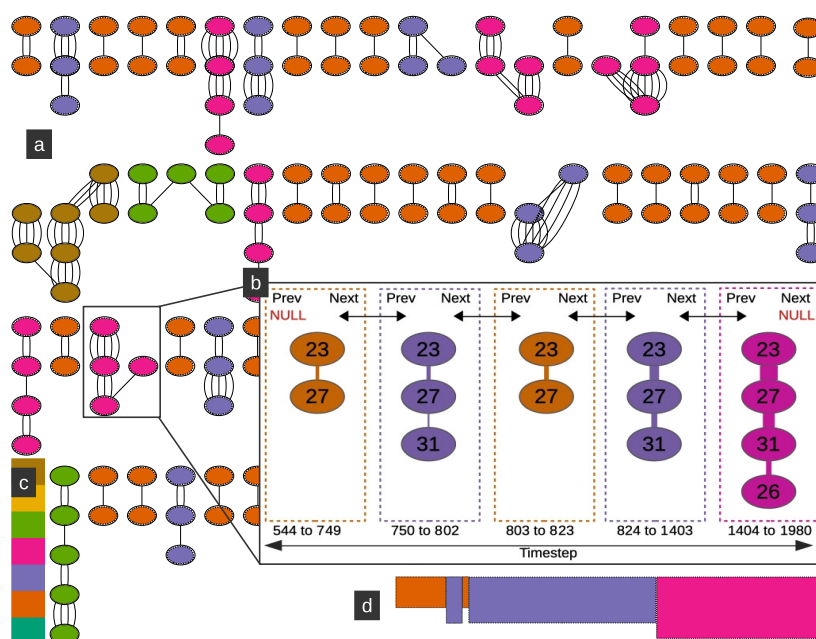 a
b
Prev Next Prev Next Prev Next Prev Next Prev Next
NULL NULL
23 23 23 23 23
27 27 27 27 27
31 31 31
26
544 to 749 750 to 802 803 to 823 824 to 1403 1404 to 1980
Timestep
c
d